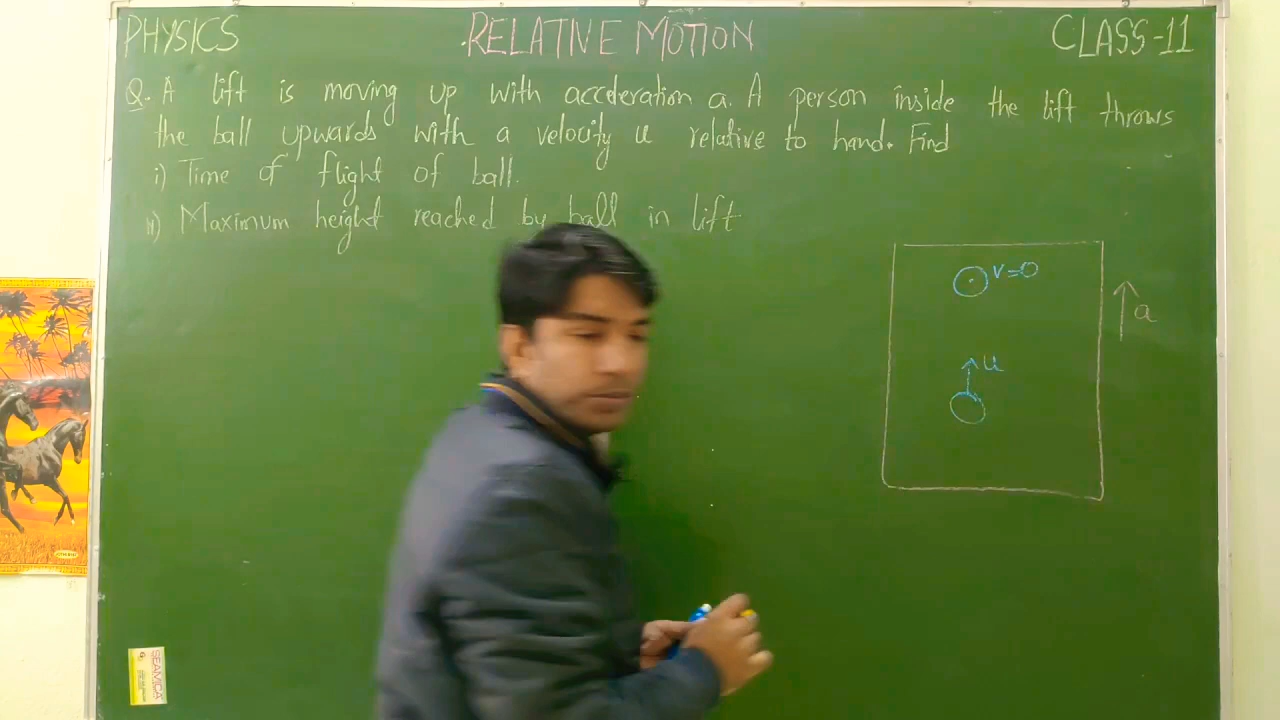 PHYSICS
RELATIVE MOTION
CLASS-11
Q. A lift is moving up with acceleration a. A person inside the lift throws
the ball upwards with a velocity u relative to hand. Find
i) Time of flight of ball.
ii) Maximum height reached by ball in lift
v=0
a
u
SEAMICA